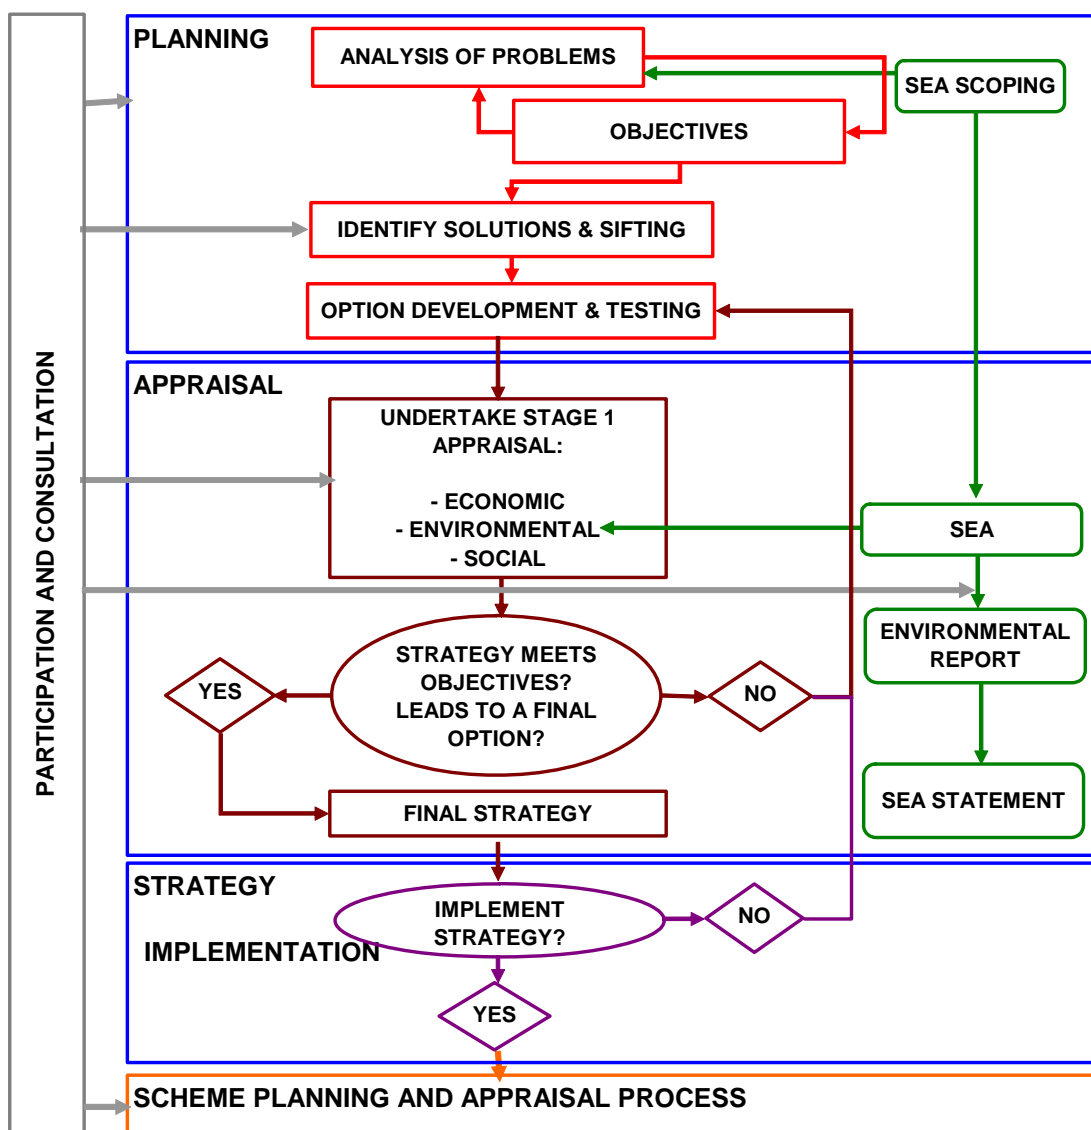 PARTICIPATION AND CONSULTATION
PLANNING
ANALYSIS OF PROBLEMS
SEA SCOPING
OBJECTIVES
IDENTIFY SOLUTIONS & SIFTING
OPTION DEVELOPMENT & TESTING
APPRAISAL
UNDERTAKE STAGE 1
APPRAISAL:
- ECONOMIC
- ENVIRONMENTAL
- SOCIAL
SEA
ENVIRONMENTAL
REPORT
STRATEGY MEETS
OBJECTIVES?
LEADS TO A FINAL
OPTION?
YES
NO
SEA STATEMENT
FINAL STRATEGY
STRATEGY
IMPLEMENTATION
IMPLEMENT
STRATEGY?
NO
YES
SCHEME PLANNING AND APPRAISAL PROCESS